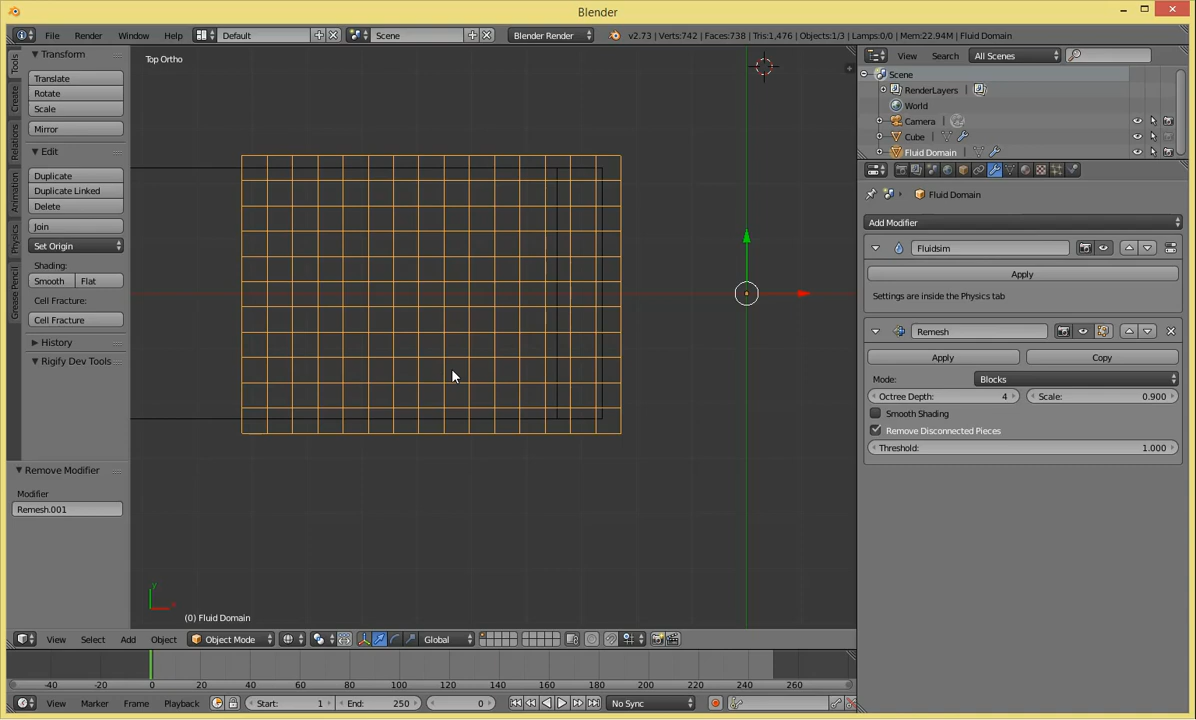 Blender
File Render Window Help Default Scene Blender Render v2.73 | Verts:742 | Faces:738 | Tris:1,476 | Objects:1/3 | Lamps:0/0 | Mem:22.94M | Fluid Domain
Tools
Create
Relations
Animation
Physics
Grease Pencil
Transform
Translate
Rotate
Scale
Mirror
Edit
Duplicate
Duplicate Linked
Delete
Join
Set Origin
Shading:
Smooth Flat
Cell Fracture:
Cell Fracture
History
Rigify Dev Tools
Remove Modifier
Modifier
Remesh.001
Top Ortho
y
x
(0) Fluid Domain
View Search All Scenes
Scene
RenderLayers
World
Camera
Cube
Fluid Domain
Fluid Domain
Add Modifier
Fluidsim
Apply
Settings are inside the Physics tab
Remesh
Apply Copy
Mode: Blocks
Octree Depth: 4 Scale: 0.900
Smooth Shading
Remove Disconnected Pieces
Threshold: 1.000
View Select Add Object Object Mode Global
-40 -20 0 20 40 60 80 100 120 140 160 180 200 220 240 260
View Marker Frame Playback Start: 1 End: 250 0 No Sync